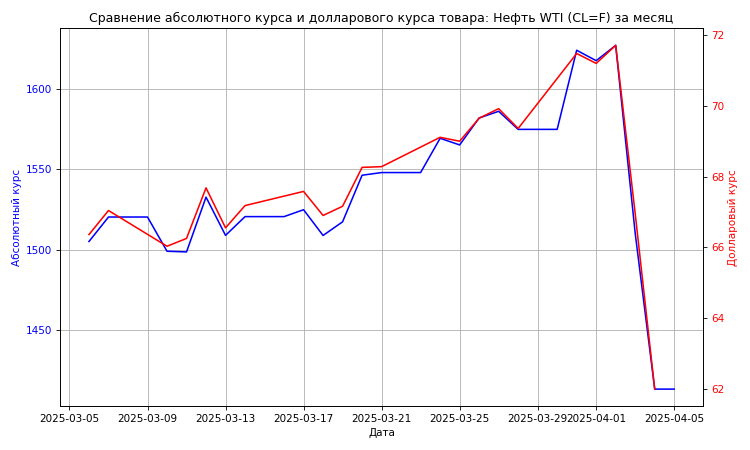 Сравнение абсолютного курса и долларового курса товара: Нефть WTI (CL=F) за месяц
Абсолютный курс
1600
1550
1500
1450
72
70
68
66
64
62
Долларовый курс
2025-03-05 2025-03-09 2025-03-13 2025-03-17 2025-03-21 2025-03-25 2025-03-29 2025-04-01 2025-04-05
Дата